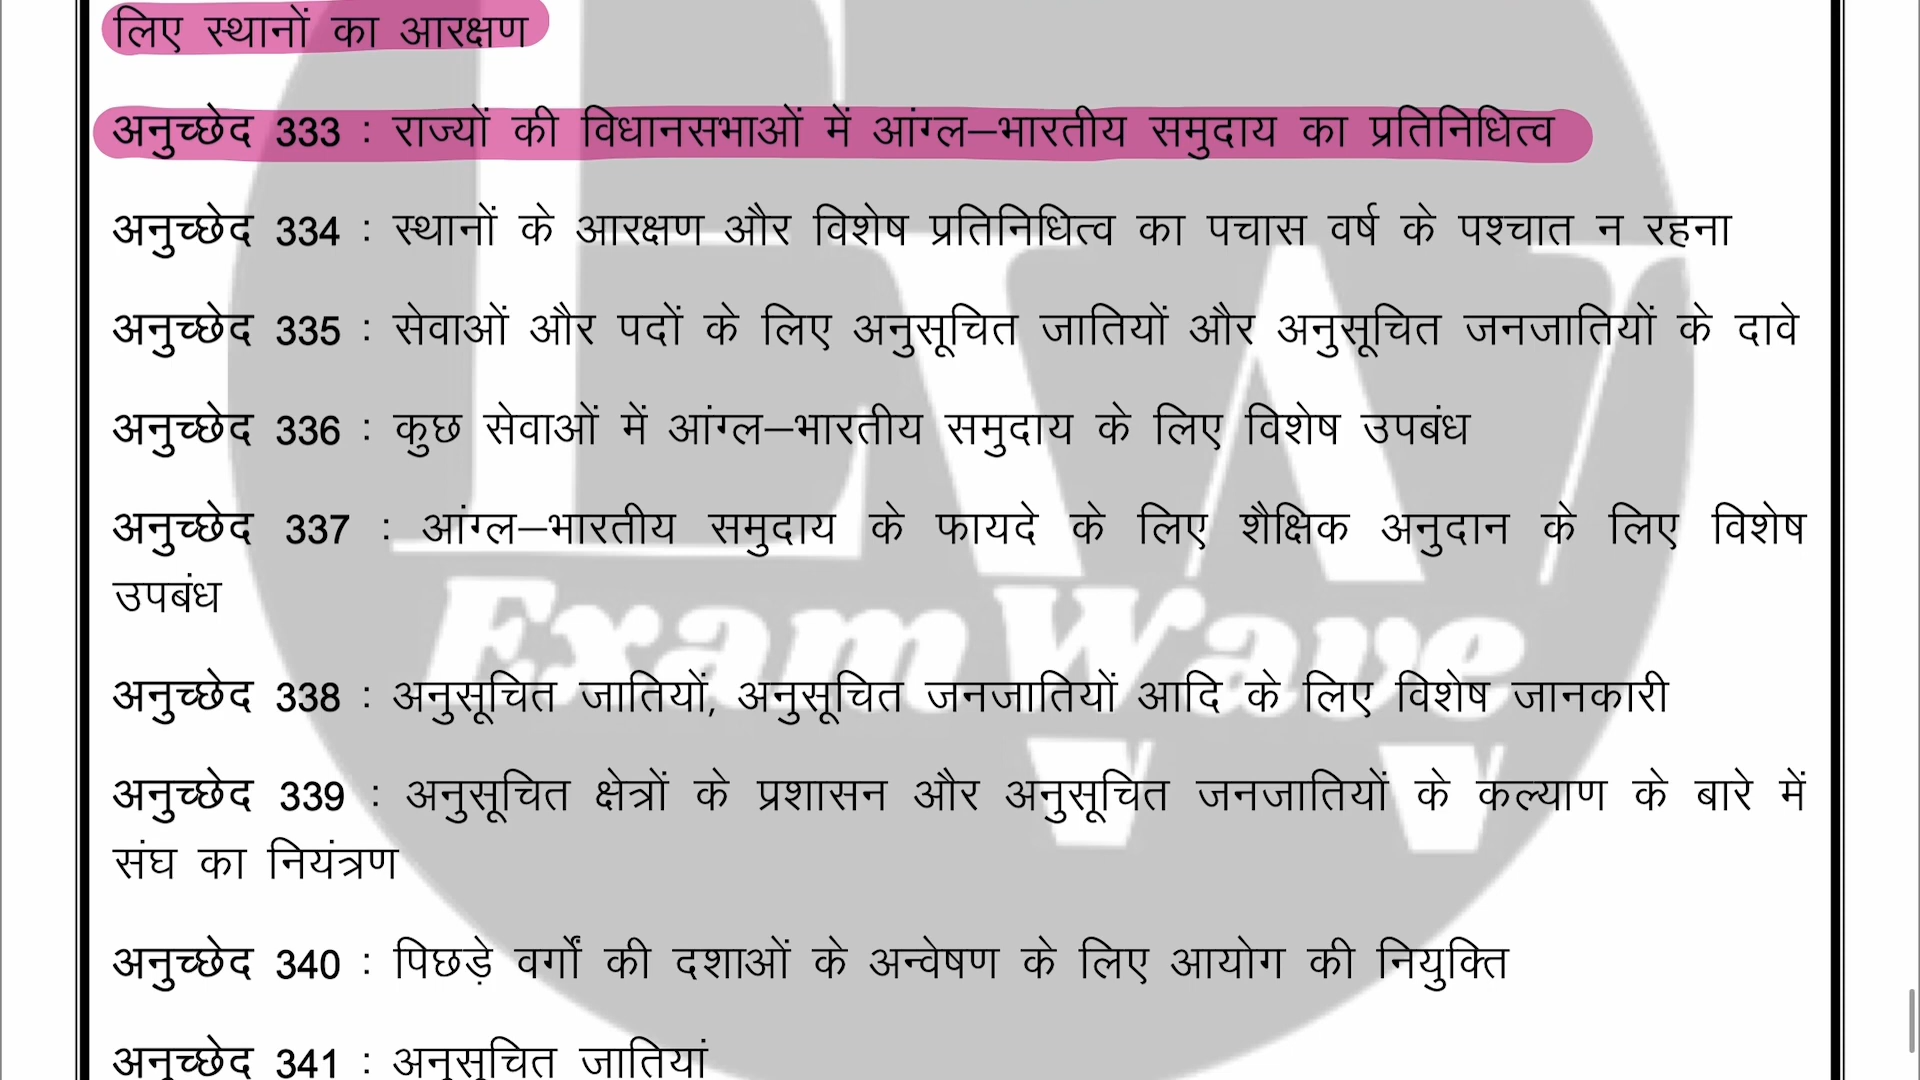 लिए स्थानों का आरक्षण
अनुच्छेद 333 : राज्यों की विधानसभाओं में आंग्ल–भारतीय समुदाय का प्रतिनिधित्व
अनुच्छेद 334 : स्थानों के आरक्षण और विशेष प्रतिनिधित्व का पचास वर्ष के पश्चात न रहना
अनुच्छेद 335 : सेवाओं और पदों के लिए अनुसूचित जातियों और अनुसूचित जनजातियों के दावे
अनुच्छेद 336 : कुछ सेवाओं में आंग्ल–भारतीय समुदाय के लिए विशेष उपबंध
अनुच्छेद 337 : आंग्ल–भारतीय समुदाय के फायदे के लिए शैक्षिक अनुदान के लिए विशेष
उपबंध
Exam Wave
अनुच्छेद 338 : अनुसूचित जातियों, अनुसूचित जनजातियों आदि के लिए विशेष जानकारी
अनुच्छेद 339 : अनुसूचित क्षेत्रों के प्रशासन और अनुसूचित जनजातियों के कल्याण के बारे में
संघ का नियंत्रण
अनुच्छेद 340 : पिछड़े वर्गों की दशाओं के अन्वेषण के लिए आयोग की नियुक्ति
अनुच्छेद 341 : अनुसूचित जातियां